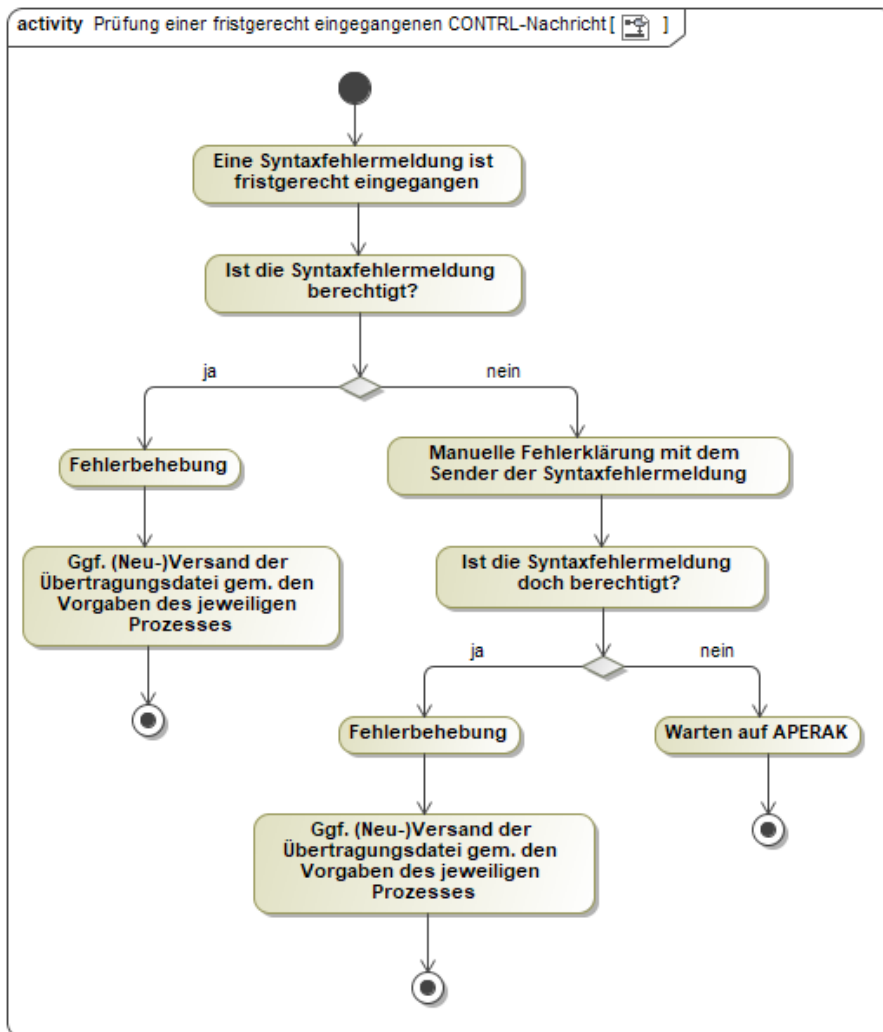 activity Prüfung einer fristgerecht eingegangenen CONTRL-Nachricht [ ]
Eine Syntaxfehlermeldung ist
fristgerecht eingegangen
Ist die Syntaxfehlermeldung
berechtigt?
ja
nein
Fehlerbehebung
Manuelle Fehlerklärung mit dem
Sender der Syntaxfehlermeldung
Ggf. (Neu-)Versand der
Übertragungsdatei gem. den
Vorgaben des jeweiligen
Prozesses
Ist die Syntaxfehlermeldung
doch berechtigt?
ja
nein
Fehlerbehebung
Warten auf APERAK
Ggf. (Neu-)Versand der
Übertragungsdatei gem. den
Vorgaben des jeweiligen
Prozesses